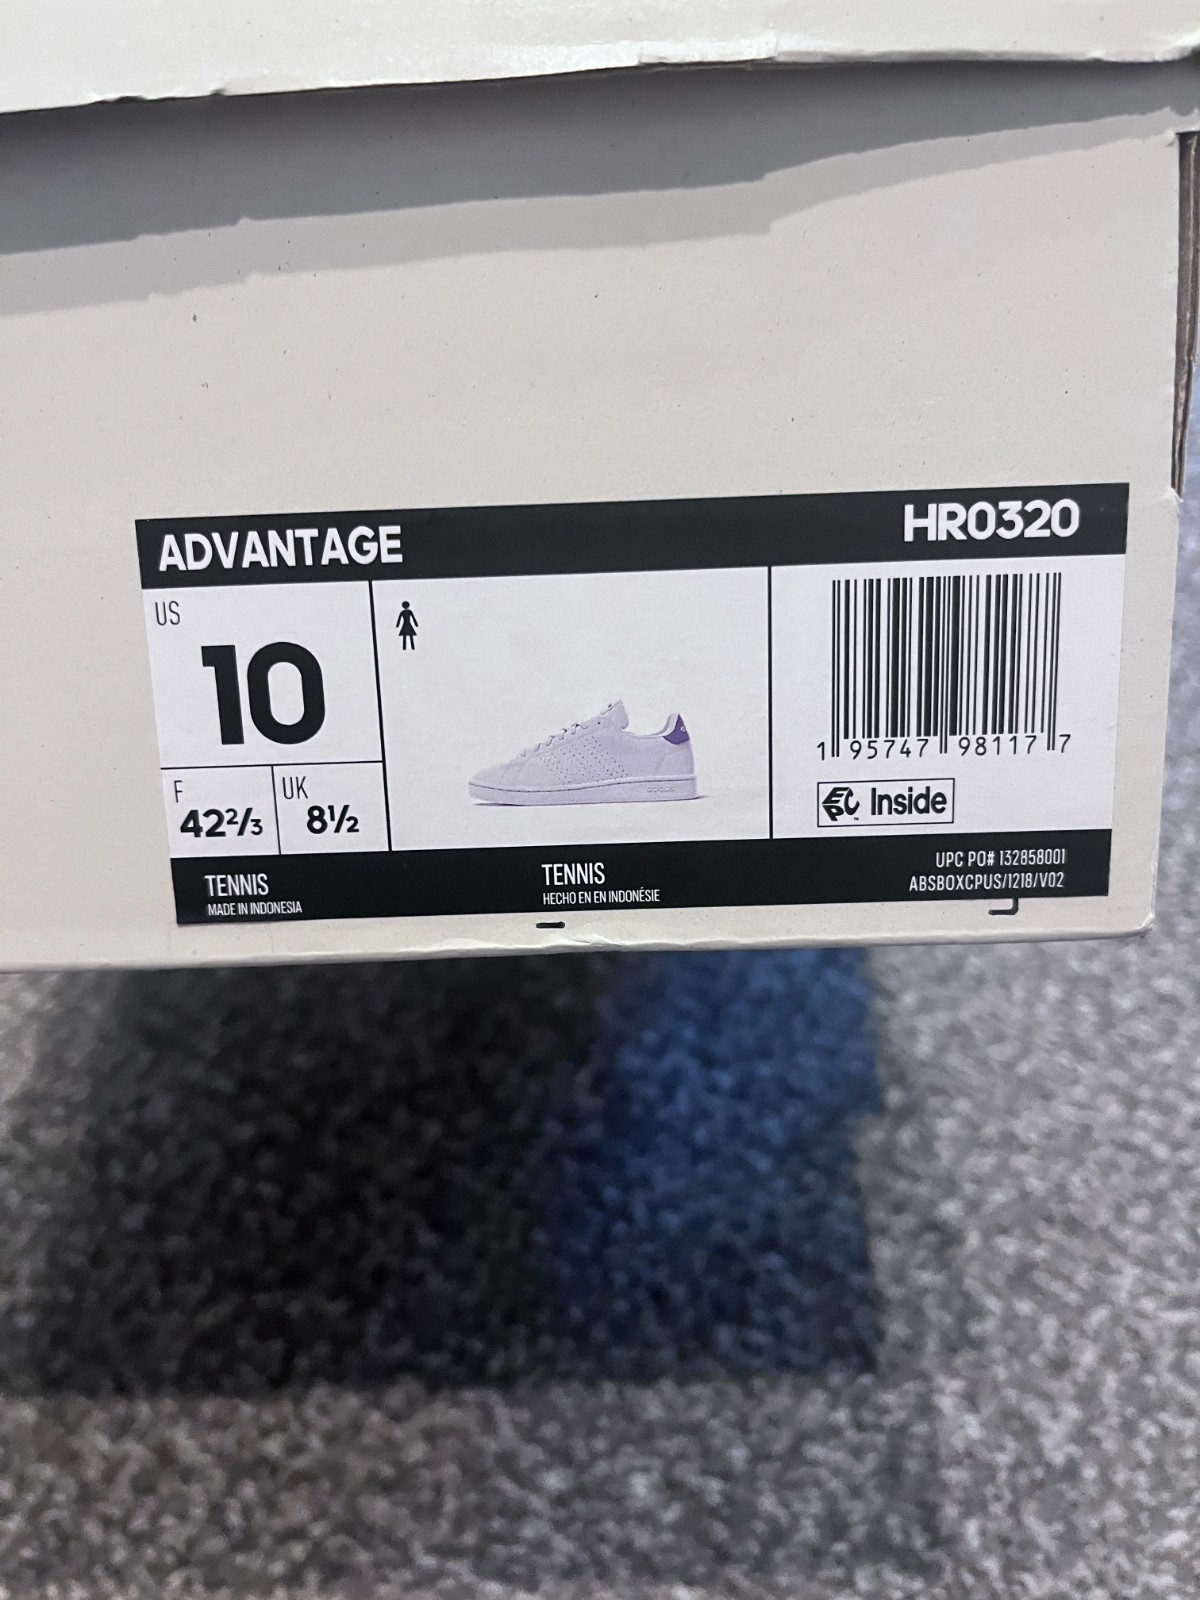 ADVANTAGE
HR0320
US
10
F
42²/₃
UK
8½
1 95747 98117 7
EPC Inside
TENNIS
MADE IN INDONESIA
TENNIS
HECHO EN EN INDONÉSIE
UPC PO# 132858001
ABSBOXCPUS/1218/V02